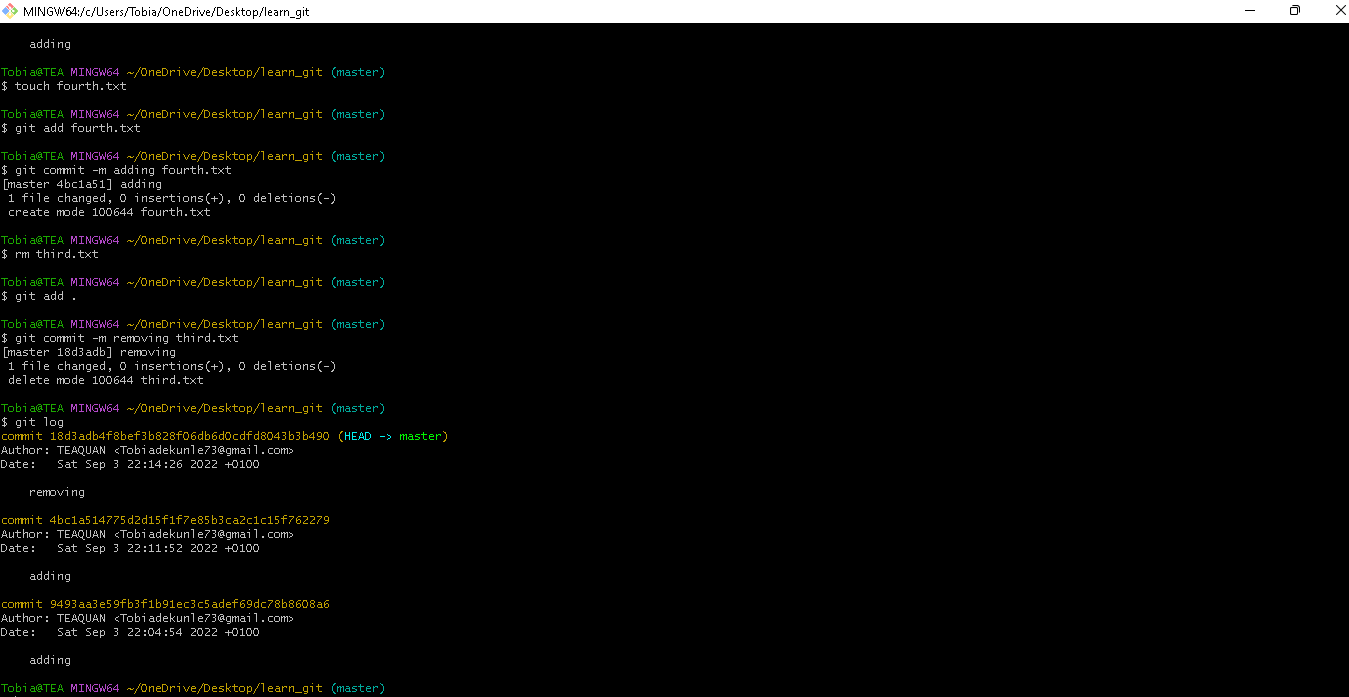 MINGW64:/c/Users/Tobia/OneDrive/Desktop/learn_git
adding
Tobia@TEA MINGW64 ~/OneDrive/Desktop/learn_git (master)
$ touch fourth.txt
Tobia@TEA MINGW64 ~/OneDrive/Desktop/learn_git (master)
$ git add fourth.txt
Tobia@TEA MINGW64 ~/OneDrive/Desktop/learn_git (master)
$ git commit -m adding fourth.txt
[master 4bc1a51] adding
1 file changed, 0 insertions(+), 0 deletions(-)
create mode 100644 fourth.txt
Tobia@TEA MINGW64 ~/OneDrive/Desktop/learn_git (master)
$ rm third.txt
Tobia@TEA MINGW64 ~/OneDrive/Desktop/learn_git (master)
$ git add .
Tobia@TEA MINGW64 ~/OneDrive/Desktop/learn_git (master)
$ git commit -m removing third.txt
[master 18d3adb] removing
1 file changed, 0 insertions(+), 0 deletions(-)
delete mode 100644 third.txt
Tobia@TEA MINGW64 ~/OneDrive/Desktop/learn_git (master)
$ git log
commit 18d3adb4f8bef3b828f06db6d0cdfd8043b3b490 (HEAD -> master)
Author: TEAQUAN <Tobiadekunle73@gmail.com>
Date:   Sat Sep 3 22:14:26 2022 +0100
removing
commit 4bc1a514775d2d15f1f7e85b3ca2c1c15f762279
Author: TEAQUAN <Tobiadekunle73@gmail.com>
Date:   Sat Sep 3 22:11:52 2022 +0100
adding
commit 9493aa3e59fb3f1b91ec3c5adef69dc78b8608a6
Author: TEAQUAN <Tobiadekunle73@gmail.com>
Date:   Sat Sep 3 22:04:54 2022 +0100
adding
Tobia@TEA MINGW64 ~/OneDrive/Desktop/learn_git (master)